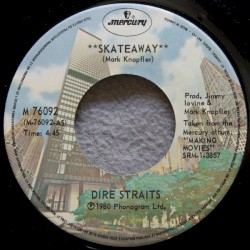 mercury
**SKATEAWAY**
(Mark Knopfler)
M 76092
(M-76092-AS)
Time: 4:45
Prod. Jimmy
Iovine &
Mark Knopfler
Taken from the
Mercury album,
"MAKING
MOVIES"
SRM-1-3857
DIRE STRAITS
℗1980 Phonogram Ltd.